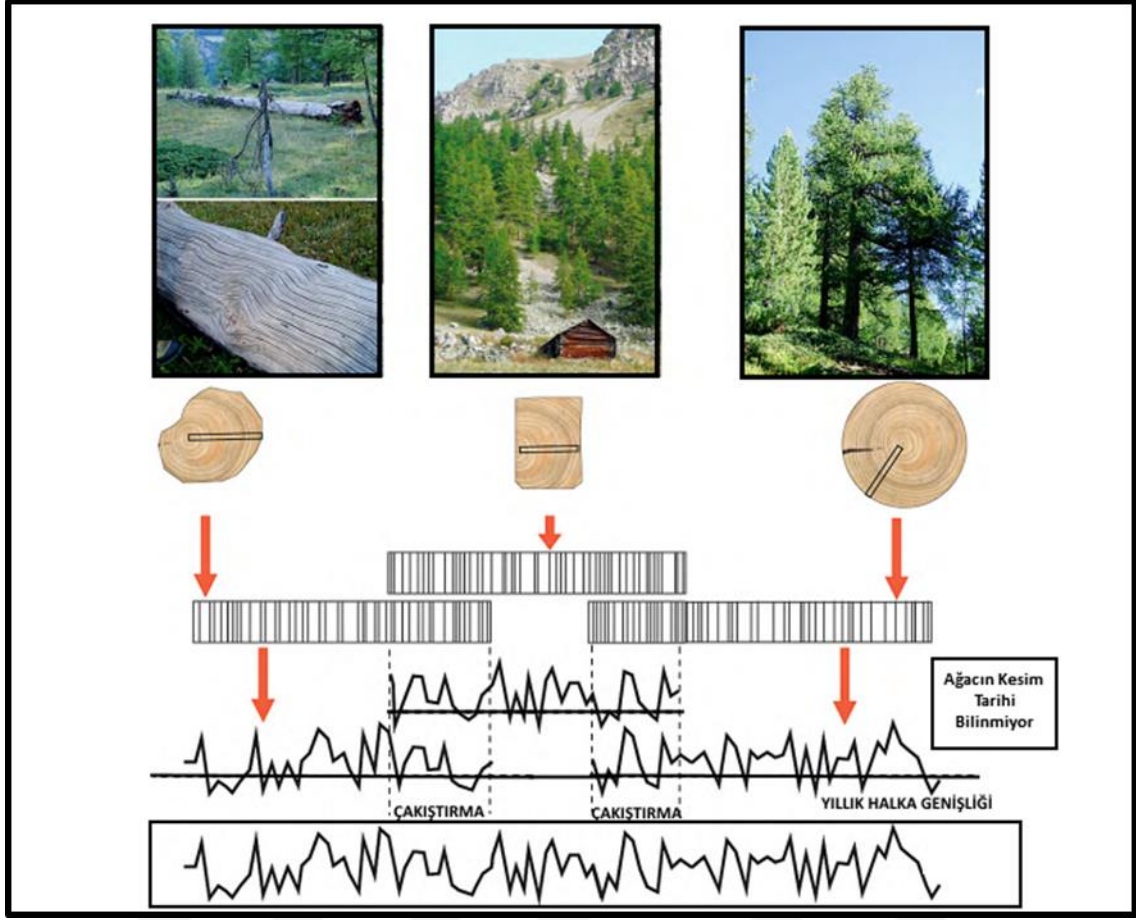 Ağacın Kesim
Tarihi
Bilinmiyor
YILLIK HALKA GENİŞLİĞİ
ÇAKIŞTIRMA
ÇAKIŞTIRMA